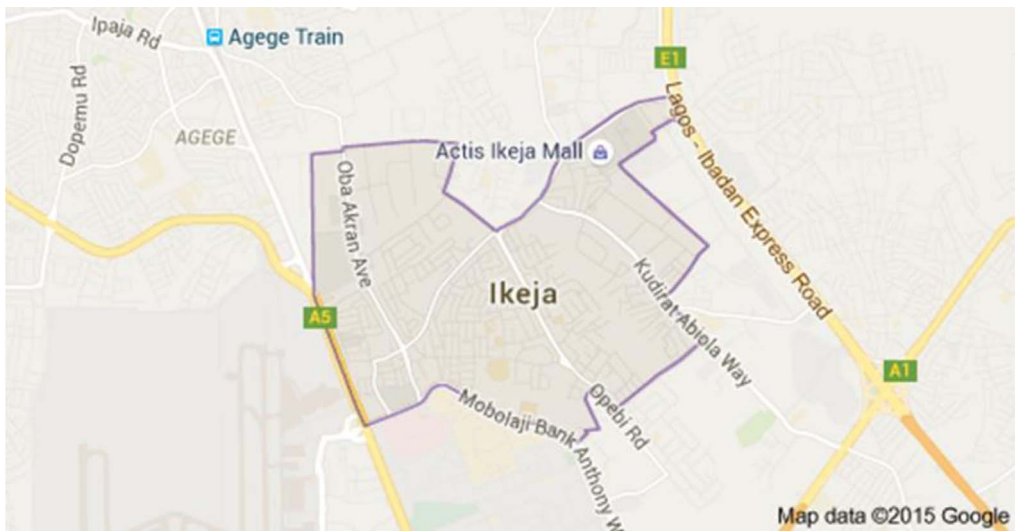 Ipaja Rd
Agege Train
E1
Dopemu Rd
AGEGE
Actis Ikeja Mall
Lagos - Ibadan Express Road
Oba Akran Ave
Kudirat Abiola Way
Ikeja
A5
A1
Opebi Rd
Mobolaji Bank Anthony W
Map data ©2015 Google